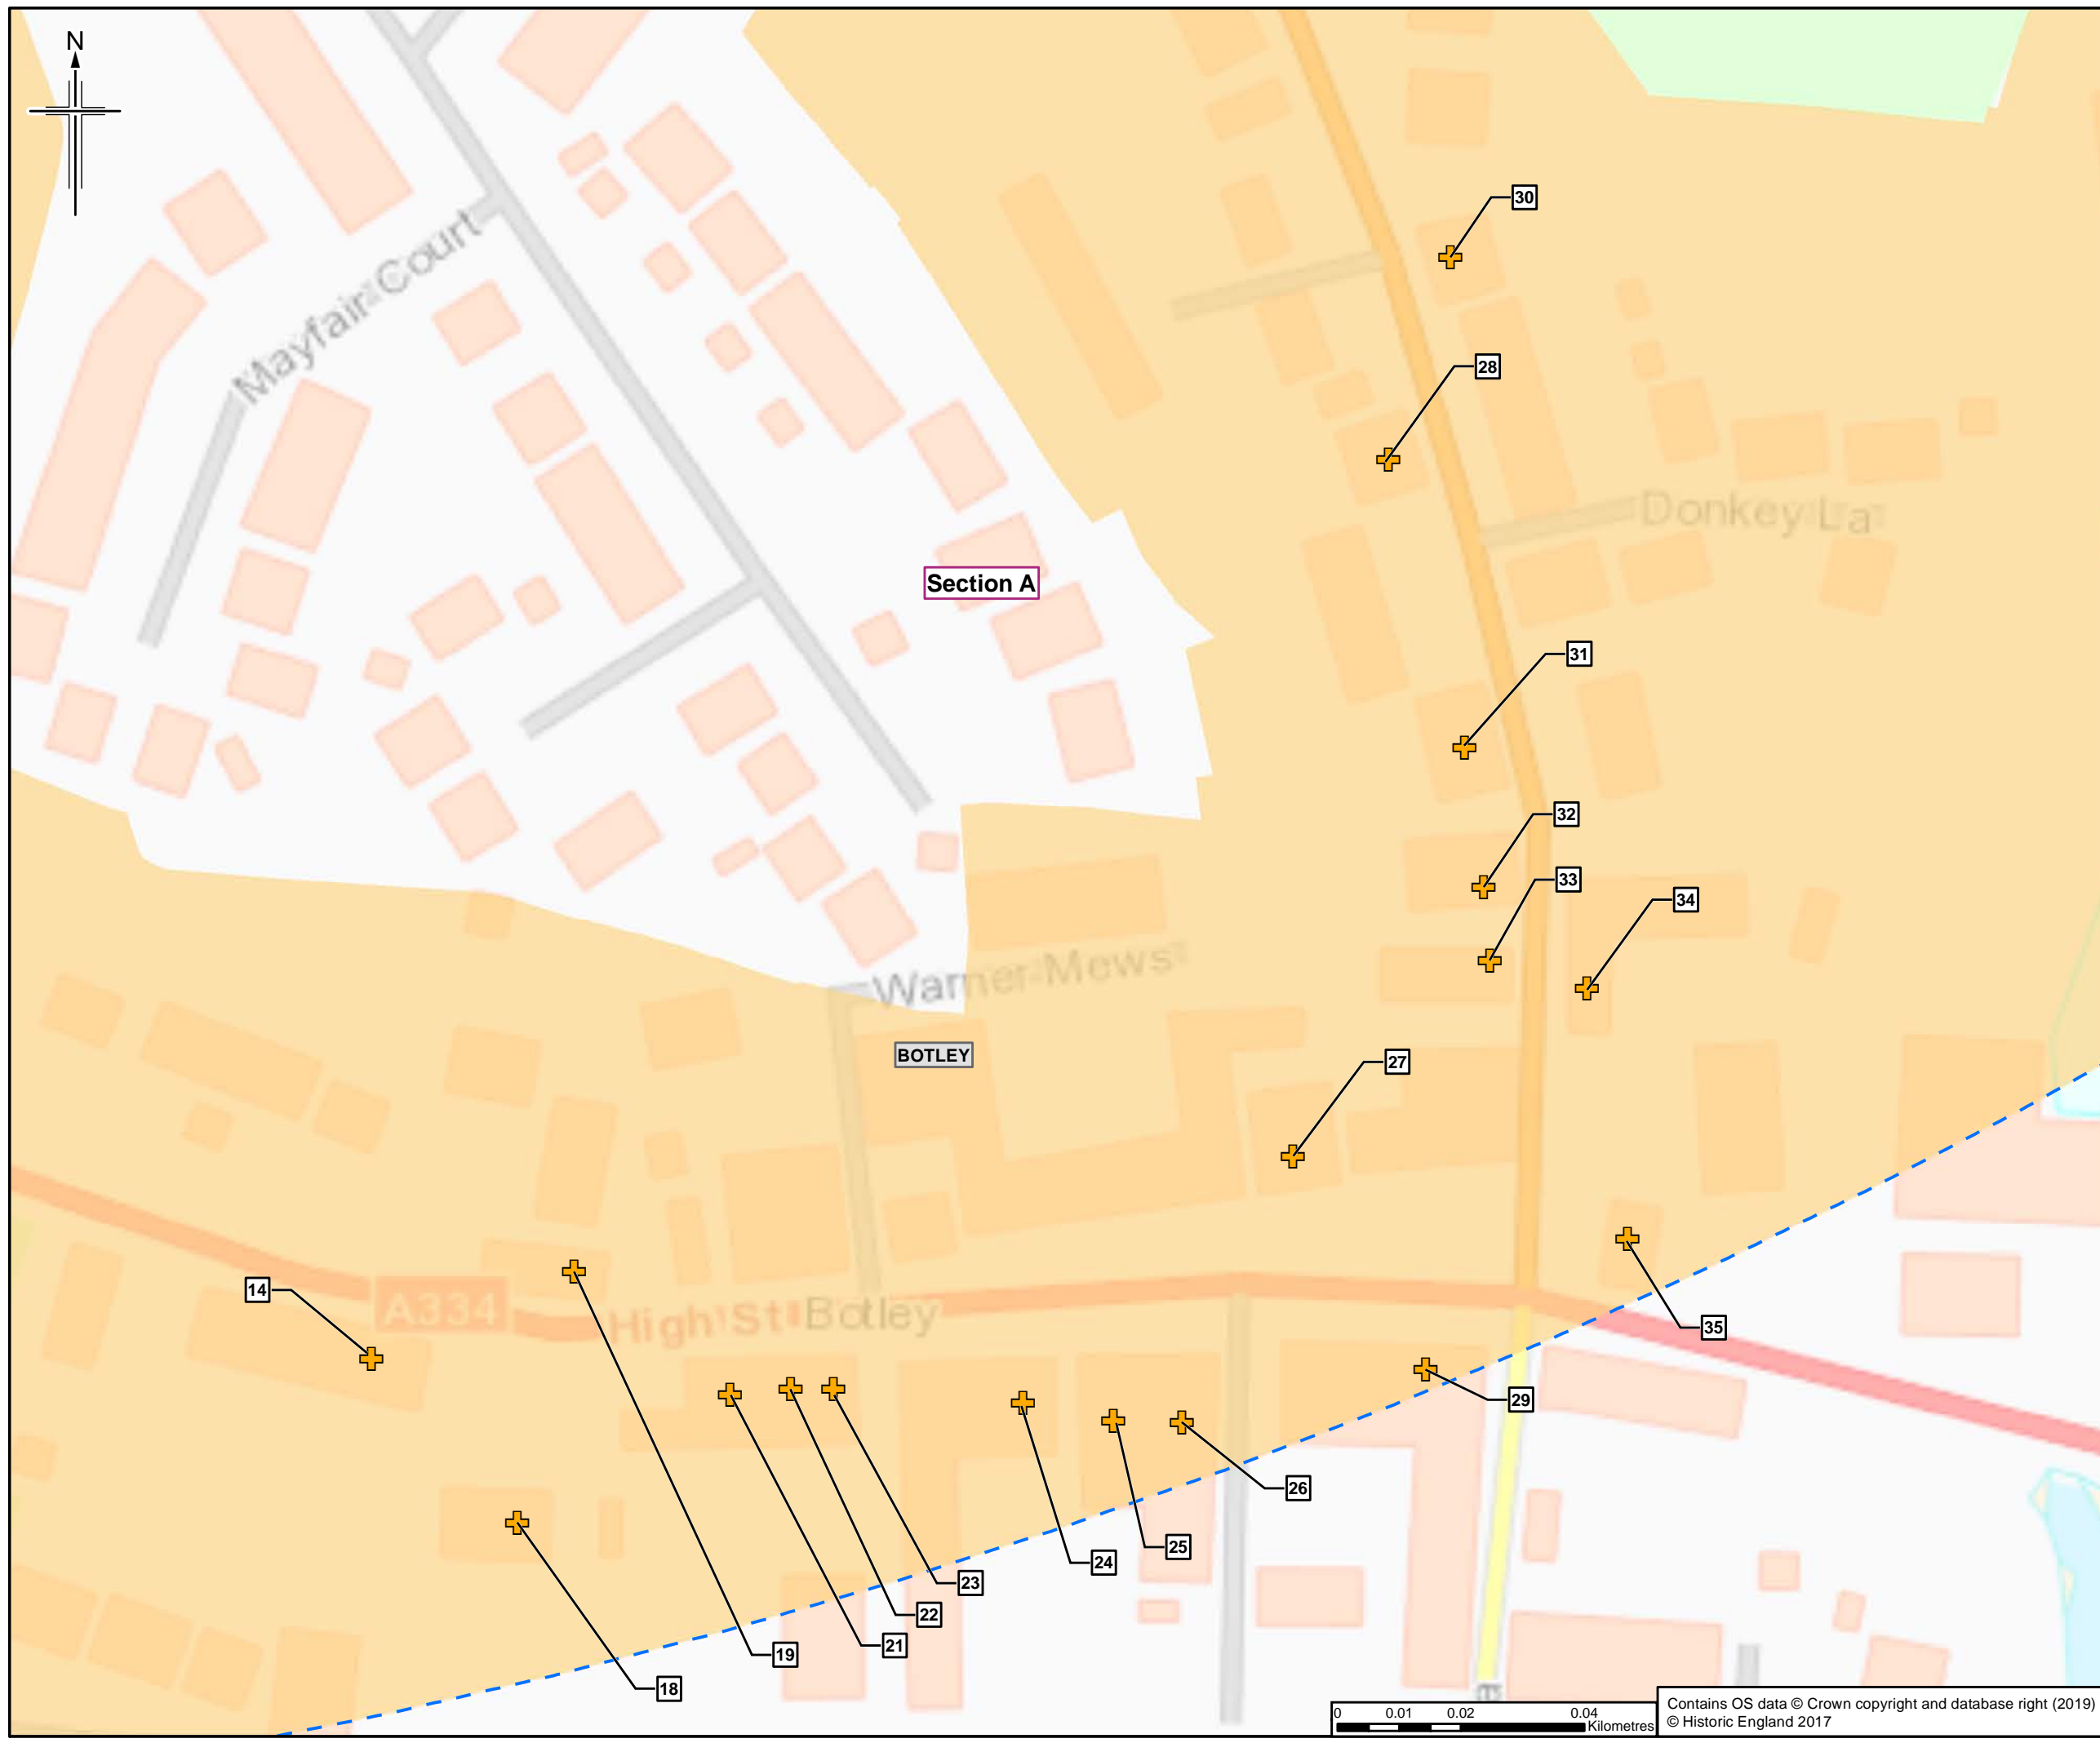 N
30
Mayfair Court
28
Donkey La
Section A
31
32
33
34
Warner Mews
BOTLEY
27
14
A334
High St Botley
35
29
26
25
24
23
22
21
19
18
0 0.01 0.02 0.04
Kilometres
Contains OS data © Crown copyright and database right (2019)
© Historic England 2017